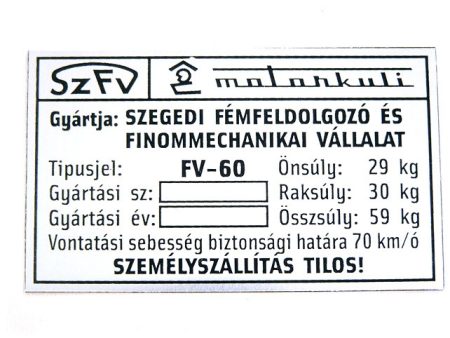 SZFV motorkuli
Gyártja: SZEGEDI FÉMFELDOLGOZÓ ÉS
FINOMMECHANIKAI VÁLLALAT
Tipusjel: FV-60 Önsúly: 29 kg
Gyártási sz: Raksúly: 30 kg
Gyártási év: Összsúly: 59 kg
Vontatási sebesség biztonsági határa 70 km/ó
SZEMÉLYSZÁLLÍTÁS TILOS!